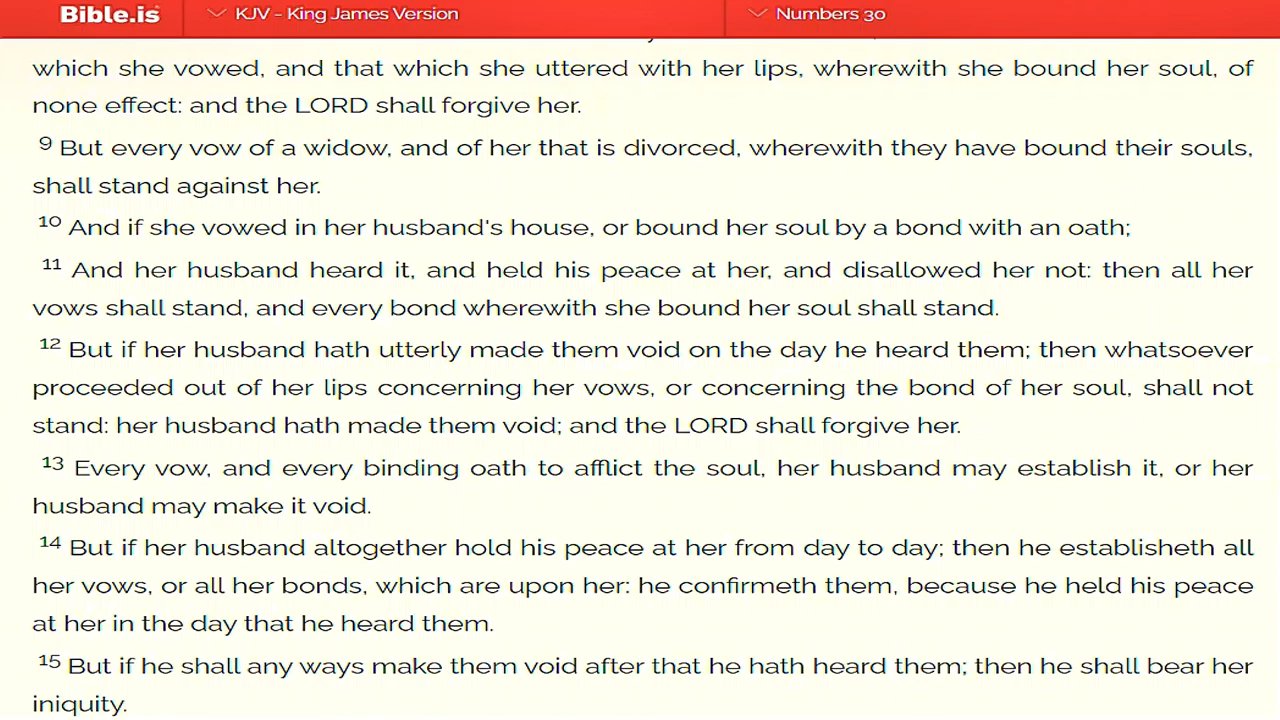 Bible.is KJV - King James Version Numbers 30
which she vowed, and that which she uttered with her lips, wherewith she bound her soul, of
none effect: and the LORD shall forgive her.
9 But every vow of a widow, and of her that is divorced, wherewith they have bound their souls,
shall stand against her.
10 And if she vowed in her husband's house, or bound her soul by a bond with an oath;
11 And her husband heard it, and held his peace at her, and disallowed her not: then all her
vows shall stand, and every bond wherewith she bound her soul shall stand.
12 But if her husband hath utterly made them void on the day he heard them; then whatsoever
proceeded out of her lips concerning her vows, or concerning the bond of her soul, shall not
stand: her husband hath made them void; and the LORD shall forgive her.
13 Every vow, and every binding oath to afflict the soul, her husband may establish it, or her
husband may make it void.
14 But if her husband altogether hold his peace at her from day to day; then he establisheth all
her vows, or all her bonds, which are upon her: he confirmeth them, because he held his peace
at her in the day that he heard them.
15 But if he shall any ways make them void after that he hath heard them; then he shall bear her
iniquity.